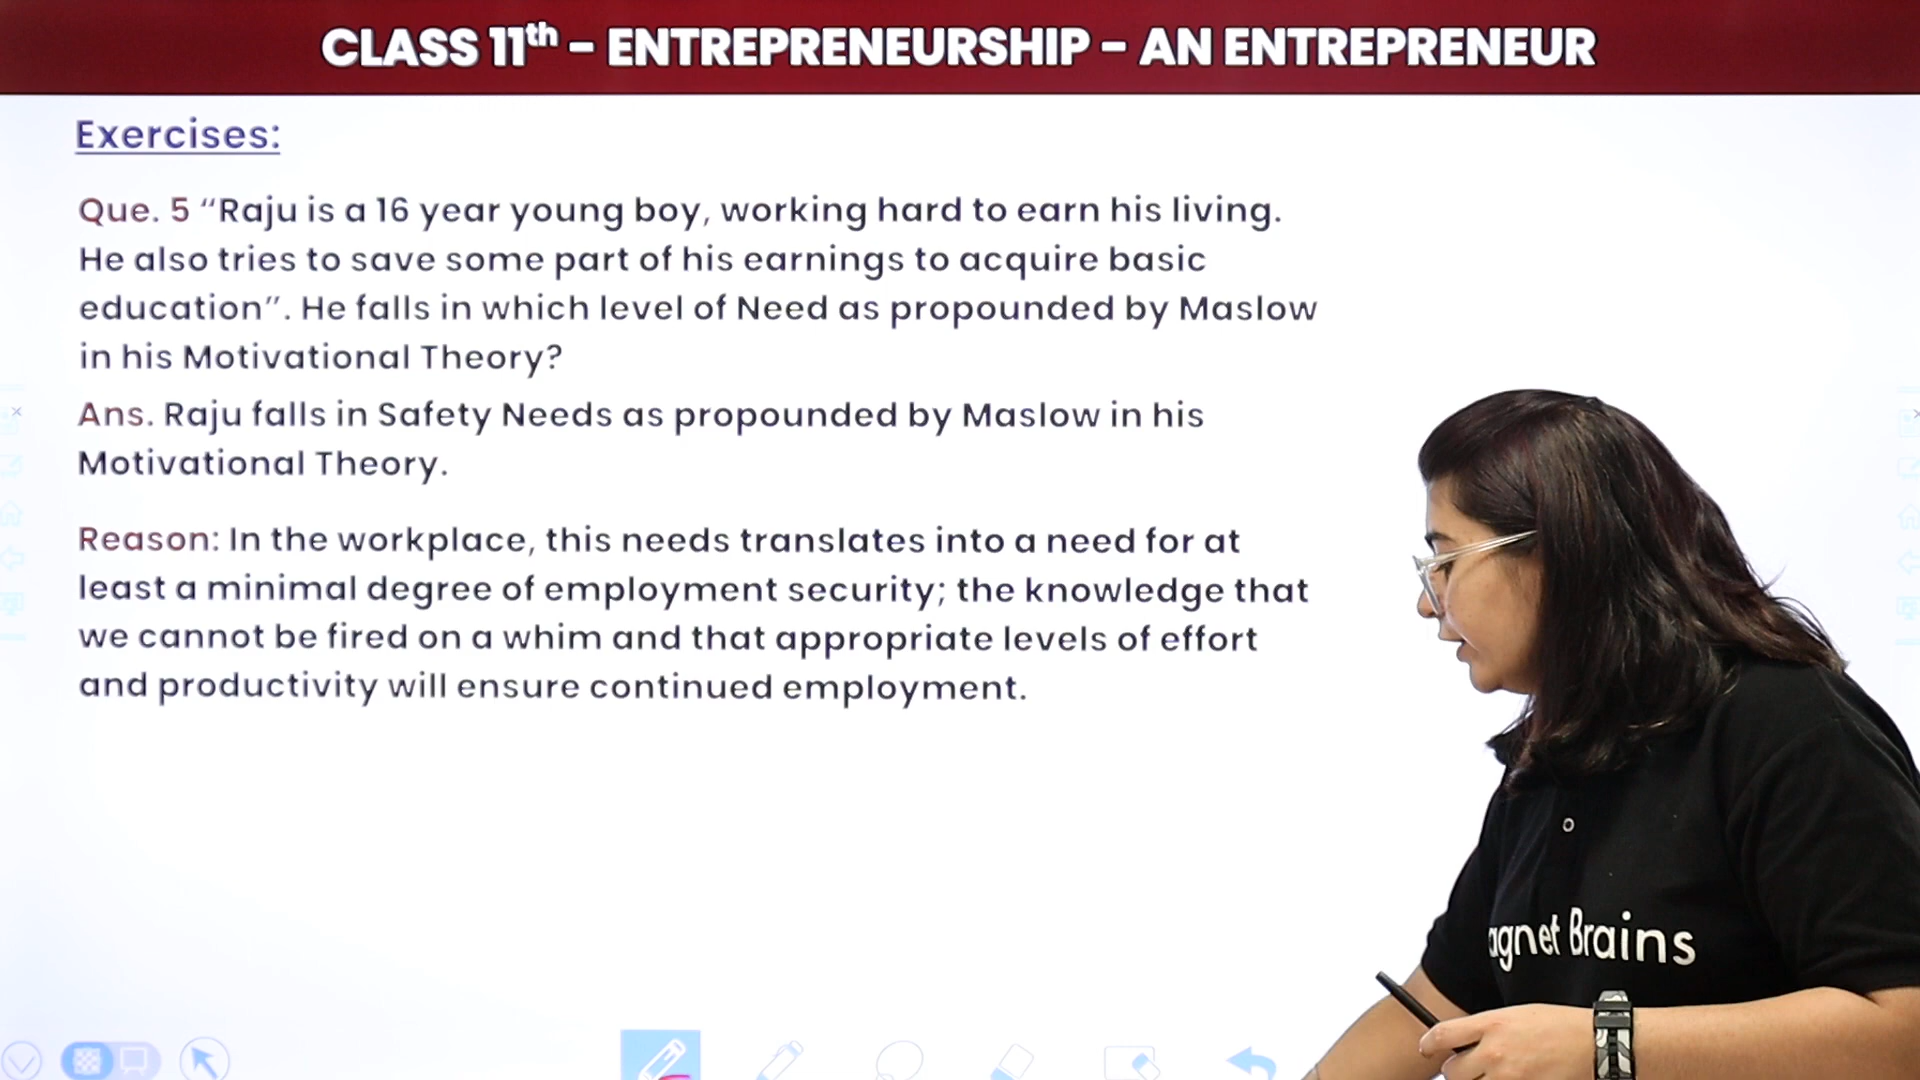 CLASS 11th – ENTREPRENEURSHIP – AN ENTREPRENEUR
Exercises:
Que. 5 “Raju is a 16 year young boy, working hard to earn his living.
He also tries to save some part of his earnings to acquire basic
education”. He falls in which level of Need as propounded by Maslow
in his Motivational Theory?
Ans. Raju falls in Safety Needs as propounded by Maslow in his
Motivational Theory.
Reason: In the workplace, this needs translates into a need for at
least a minimal degree of employment security; the knowledge that
we cannot be fired on a whim and that appropriate levels of effort
and productivity will ensure continued employment.
agnet Brains